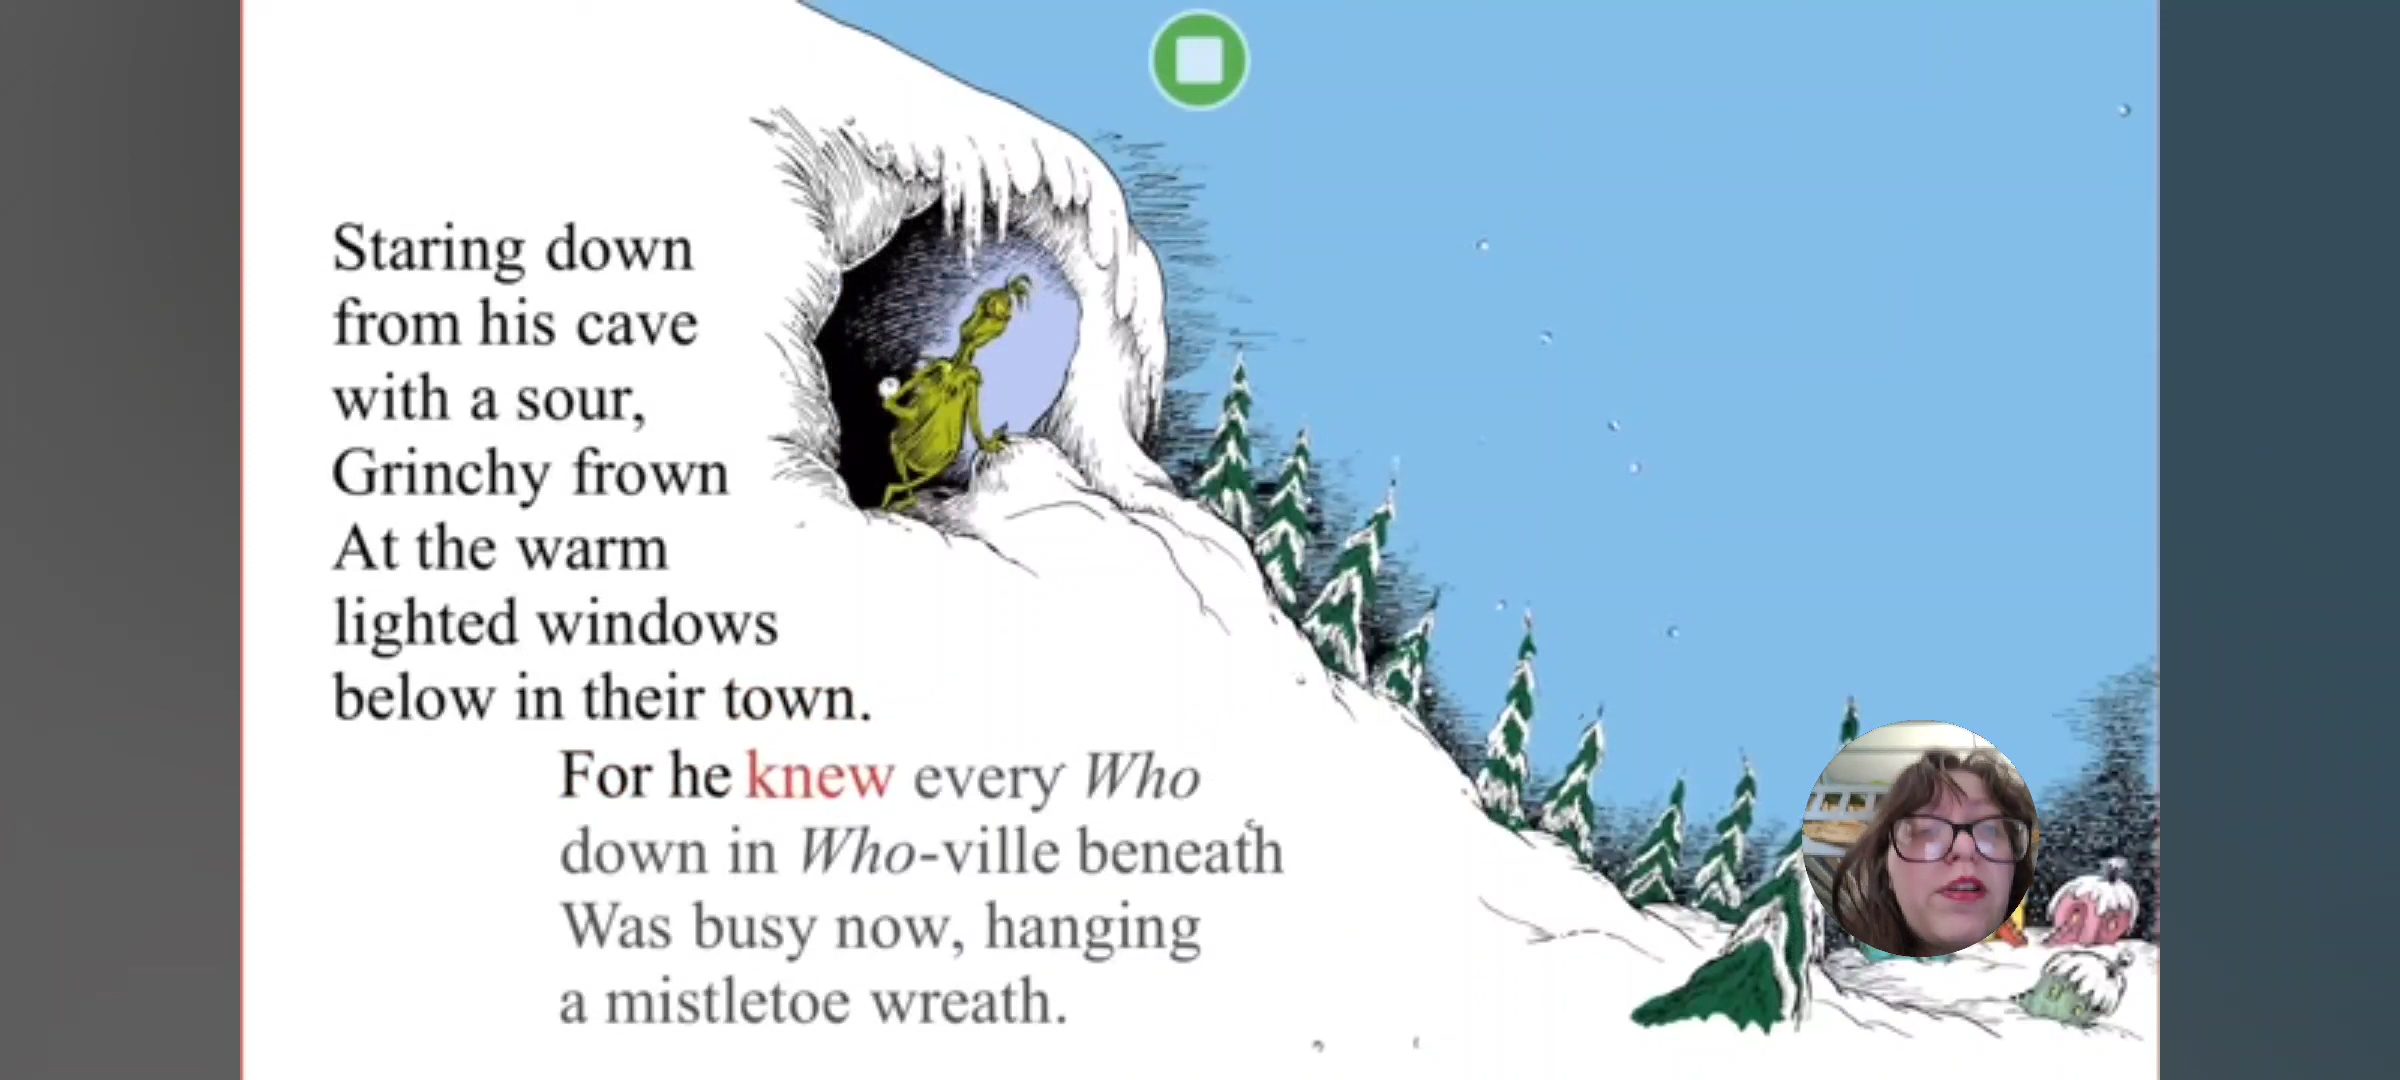 Staring down
from his cave
with a sour,
Grinchy frown
At the warm
lighted windows
below in their town.
For he knew every Who
down in Who-ville beneath
Was busy now, hanging
a mistletoe wreath.